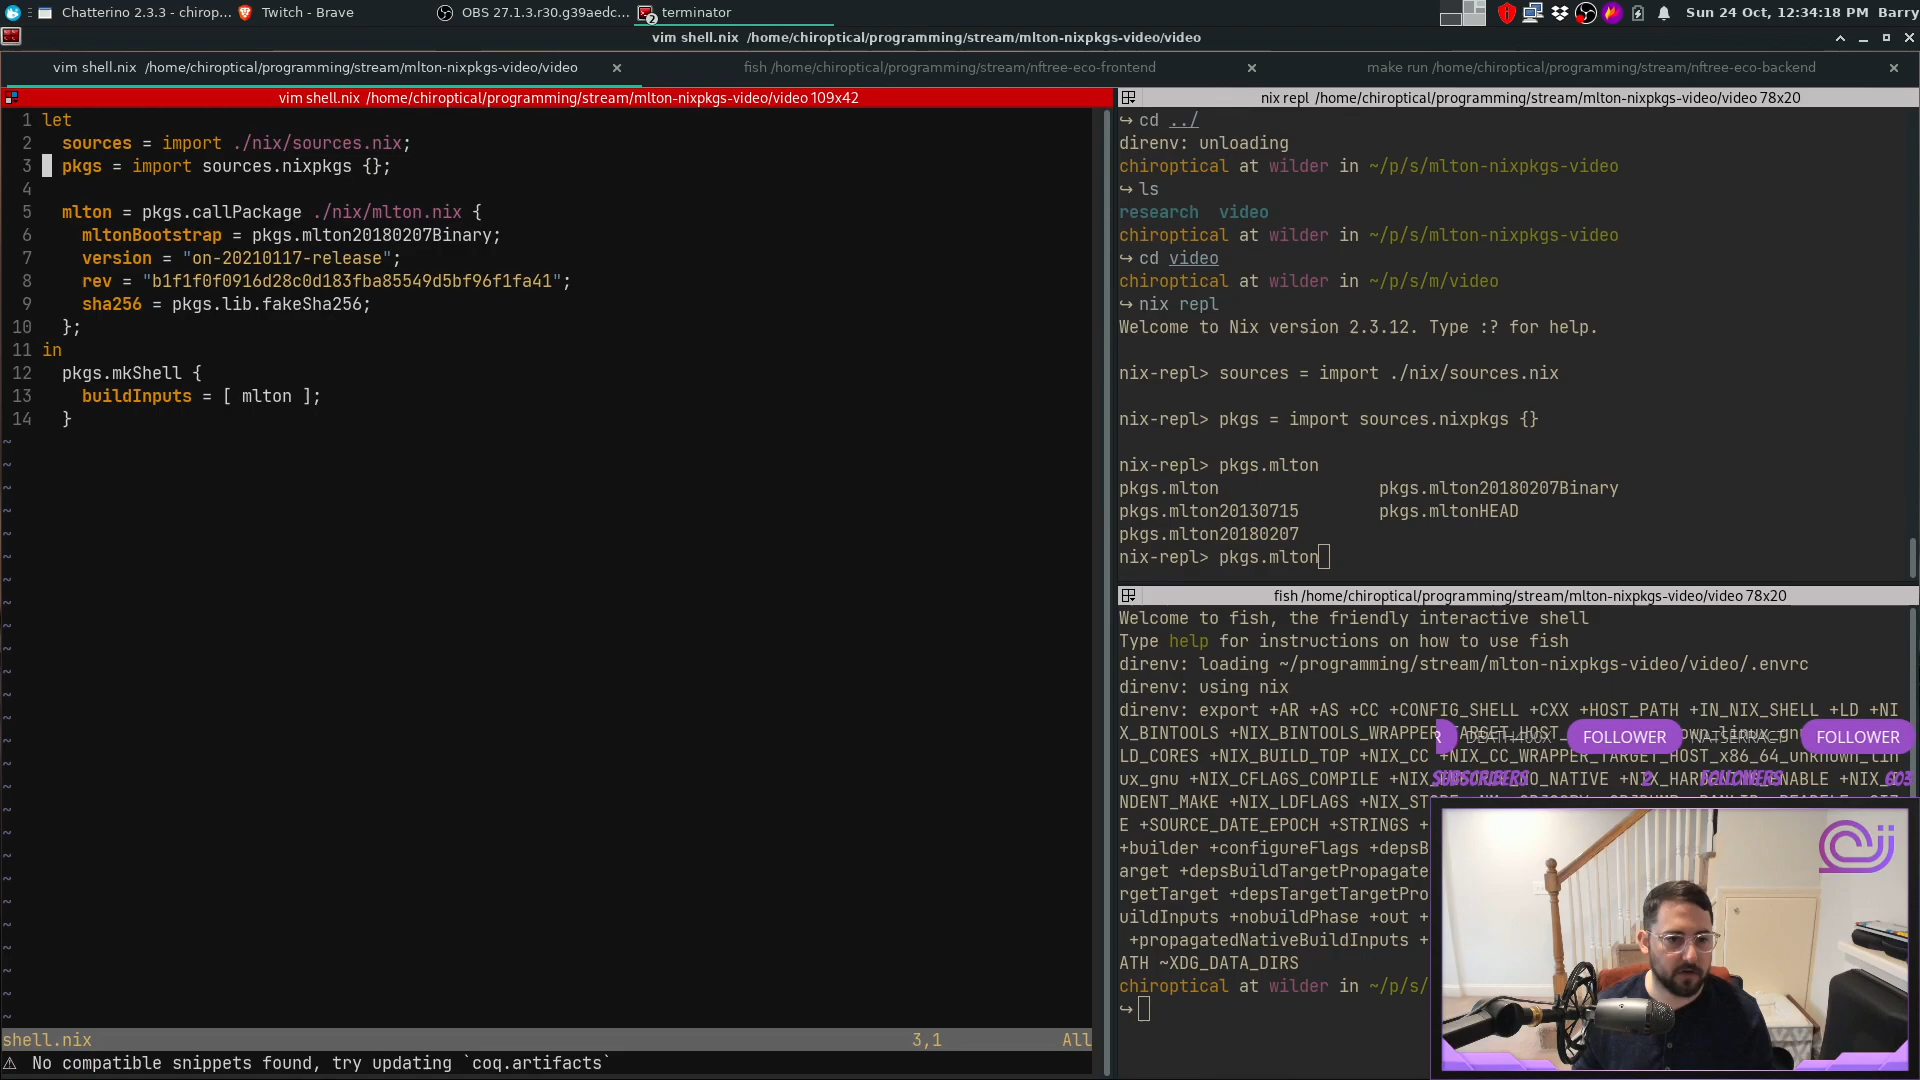 Chatterino 2.3.3 - chirop... Twitch - Brave OBS 27.1.3.r30.g39aedc... terminator Sun 24 Oct, 12:34:18 PM Barry
vim shell.nix /home/chiroptical/programming/stream/mlton-nixpkgs-video/video
vim shell.nix /home/chiroptical/programming/stream/mlton-nixpkgs-video/video fish /home/chiroptical/programming/stream/nftree-eco-frontend make run /home/chiroptical/programming/stream/nftree-eco-backend
vim shell.nix /home/chiroptical/programming/stream/mlton-nixpkgs-video/video 109x42
1 let
2 sources = import ./nix/sources.nix;
3 pkgs = import sources.nixpkgs {};
4
5 mlton = pkgs.callPackage ./nix/mlton.nix {
6 mltonBootstrap = pkgs.mlton20180207Binary;
7 version = "on-20210117-release";
8 rev = "b1f1f0f0916d28c0d183fba85549d5bf96f1fa41";
9 sha256 = pkgs.lib.fakeSha256;
10 };
11 in
12 pkgs.mkShell {
13 buildInputs = [ mlton ];
14 }
shell.nix 3,1 All
⚠ No compatible snippets found, try updating `coq.artifacts`
nix repl /home/chiroptical/programming/stream/mlton-nixpkgs-video/video 78x20
↪ cd ../
direnv: unloading
chiroptical at wilder in ~/p/s/mlton-nixpkgs-video
↪ ls
research video
chiroptical at wilder in ~/p/s/mlton-nixpkgs-video
↪ cd video
chiroptical at wilder in ~/p/s/m/video
↪ nix repl
Welcome to Nix version 2.3.12. Type :? for help.
nix-repl> sources = import ./nix/sources.nix
nix-repl> pkgs = import sources.nixpkgs {}
nix-repl> pkgs.mlton
pkgs.mlton pkgs.mlton20180207Binary
pkgs.mlton20130715 pkgs.mltonHEAD
pkgs.mlton20180207
nix-repl> pkgs.mlton
fish /home/chiroptical/programming/stream/mlton-nixpkgs-video/video 78x20
Welcome to fish, the friendly interactive shell
Type help for instructions on how to use fish
direnv: loading ~/programming/stream/mlton-nixpkgs-video/video/.envrc
direnv: using nix
direnv: export +AR +AS +CC +CONFIG_SHELL +CXX +HOST_PATH +IN_NIX_SHELL +LD +NI
X_BINTOOLS +NIX_BINTOOLS_WRAPPER
FOLLOWER FOLLOWER
LD_CORES +NIX_BUILD_TOP +NIX_CC +NIX_CC_WRAPPER_TARGET_HOST_x86_64_unknown_lin
ux_gnu +NIX_CFLAGS_COMPILE
SUBSCRIBERS 2 FOLLOWERS 603
NDENT_MAKE +NIX_LDFLAGS
E +SOURCE_DATE_EPOCH +STRINGS +
+builder +configureFlags +depsB
arget +depsBuildTargetPropagate
rgetTarget +depsTargetTargetPro
uildInputs +nobuildPhase +out +
+propagatedNativeBuildInputs +
ATH ~XDG_DATA_DIRS
chiroptical at wilder in ~/p/s/
↪